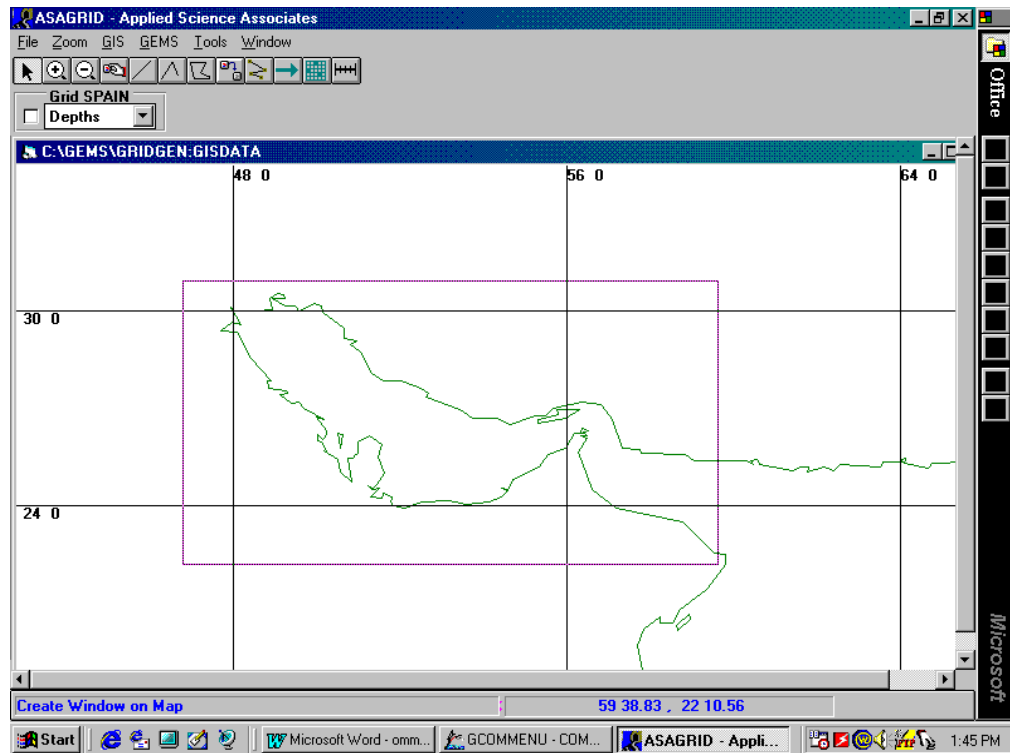 ASAGRID - Applied Science Associates
File Zoom GIS GEMS Tools Window
Grid SPAIN
Depths
Office
C:\GEMS\GRIDGEN:GISDATA
48 0 56 0 64 0
30 0
24 0
Microsoft
Create Window on Map 59 38.83 , 22 10.56
Start Microsoft Word - omm... GCOMMENU - COM... ASAGRID - Appli... 1:45 PM